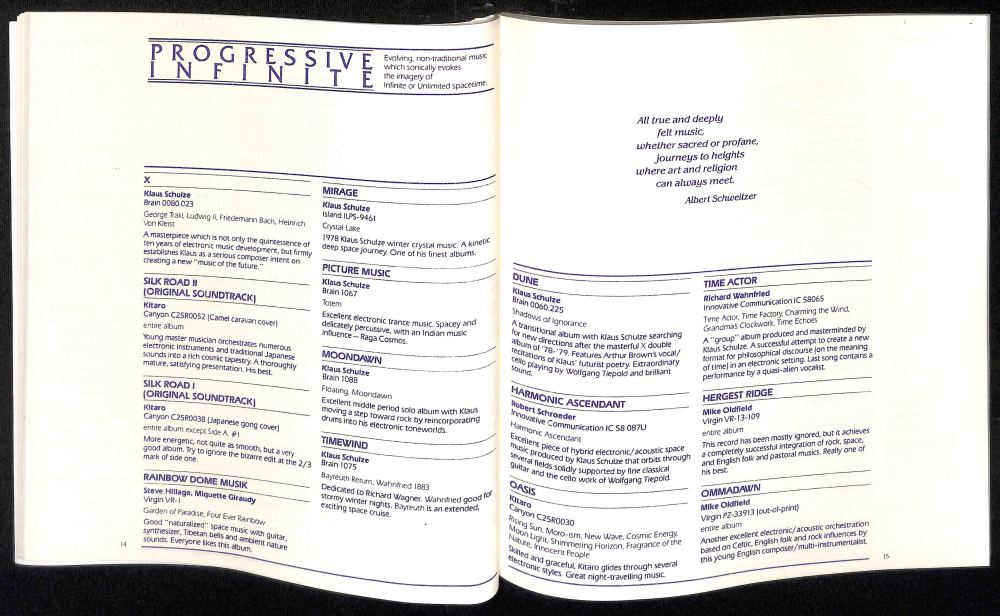 PROGRESSIVE
INFINITE
Evolving, non-traditional music
which sonically evokes
the imagery of
Infinite or Unlimited spacetime.
X
Klaus Schulze
Brain 0080.023
George Trakl, Ludwig II, Friedemann Bach, Heinrich
Von Kleist
A masterpiece which is not only the quintessence of
ten years of electronic music development, but firmly
establishes Klaus as a serious composer intent on
creating a new "music of the future."
SILK ROAD II
(ORIGINAL SOUNDTRACK)
Kitaro
Canyon C25R0052 (Camel caravan cover)
entire album
Young master musician orchestrates numerous
electronic instruments and traditional Japanese
sounds into a rich cosmic tapestry. A thoroughly
mature, satisfying presentation. His best.
SILK ROAD I
(ORIGINAL SOUNDTRACK)
Kitaro
Canyon C25R0038 (Japanese gong cover)
entire album except Side A, #1
More energetic, not quite as smooth, but a very
good album. Try to ignore the bizarre edit at the 2/3
mark of side one.
RAINBOW DOME MUSIK
Steve Hillage, Miquette Giraudy
Virgin VR-1
Garden of Paradise, Four Ever Rainbow
Good "naturalized" space music with guitar,
synthesizer, Tibetan bells and ambient nature
sounds. Everyone likes this album.
14
MIRAGE
Klaus Schulze
Island ILPS-9461
Crystal Lake
1978 Klaus Schulze winter crystal music. A kinetic
deep space journey. One of his finest albums.
PICTURE MUSIC
Klaus Schulze
Brain 1067
Totem
Excellent electronic trance music. Spacey and
delicately percussive, with an Indian music
influence – Raga Cosmos.
MOONDAWN
Klaus Schulze
Brain 1088
Floating, Moondawn
Excellent middle period solo album with Klaus
moving a step toward rock by reincorporating
drums into his electronic toneworlds.
TIMEWIND
Klaus Schulze
Brain 1075
Bayreuth Return, Wahnfried 1883
Dedicated to Richard Wagner. Wahnfried good for
stormy winter nights. Bayreuth is an extended,
exciting space cruise.
All true and deeply
felt music,
whether sacred or profane,
journeys to heights
where art and religion
can always meet.
Albert Schweitzer
DUNE
Klaus Schulze
Brain 0060.225
Shadows of Ignorance
A transitional album with Klaus Schulze searching
for new directions after the masterful X double
album of '78-'79. Features Arthur Brown's vocal/
recitations of Klaus' futurist poetry. Extraordinary
cello playing by Wolfgang Tiepold and brilliant
sound.
HARMONIC ASCENDANT
Robert Schroeder
Innovative Communication IC 58 087U
Harmonic Ascendant
Excellent piece of hybrid electronic/acoustic space
music produced by Klaus Schulze that orbits through
several fields solidly supported by fine classical
guitar and the cello work of Wolfgang Tiepold.
OASIS
Kitaro
Canyon C25R0030
Rising Sun, Moro-ism, New Wave, Cosmic Energy,
Moon Light, Shimmering Horizon, Fragrance of the
Nature, Innocent People
Skilled and graceful, Kitaro glides through several
electronic styles. Great night-travelling music.
TIME ACTOR
Richard Wahnfried
Innovative Communication IC 58065
Time Actor, Time Factory, Charming the Wind,
Grandma's Clockwork, Time Echoes
A "group" album produced and masterminded by
Klaus Schulze. A successful attempt to create a new
format for philosophical discourse (on the meaning
of time) in an electronic setting. Last song contains a
performance by a quasi-alien vocalist.
HERGEST RIDGE
Mike Oldfield
Virgin VR-13-109
entire album
This record has been mostly ignored, but it achieves
a completely successful integration of rock, space,
and English folk and pastoral musics. Really one of
his best.
OMMADAWN
Mike Oldfield
Virgin PZ-33913 (out-of-print)
entire album
Another excellent electronic/acoustic orchestration
based on Celtic, English folk and rock influences by
this young English composer/multi-instrumentalist.
15